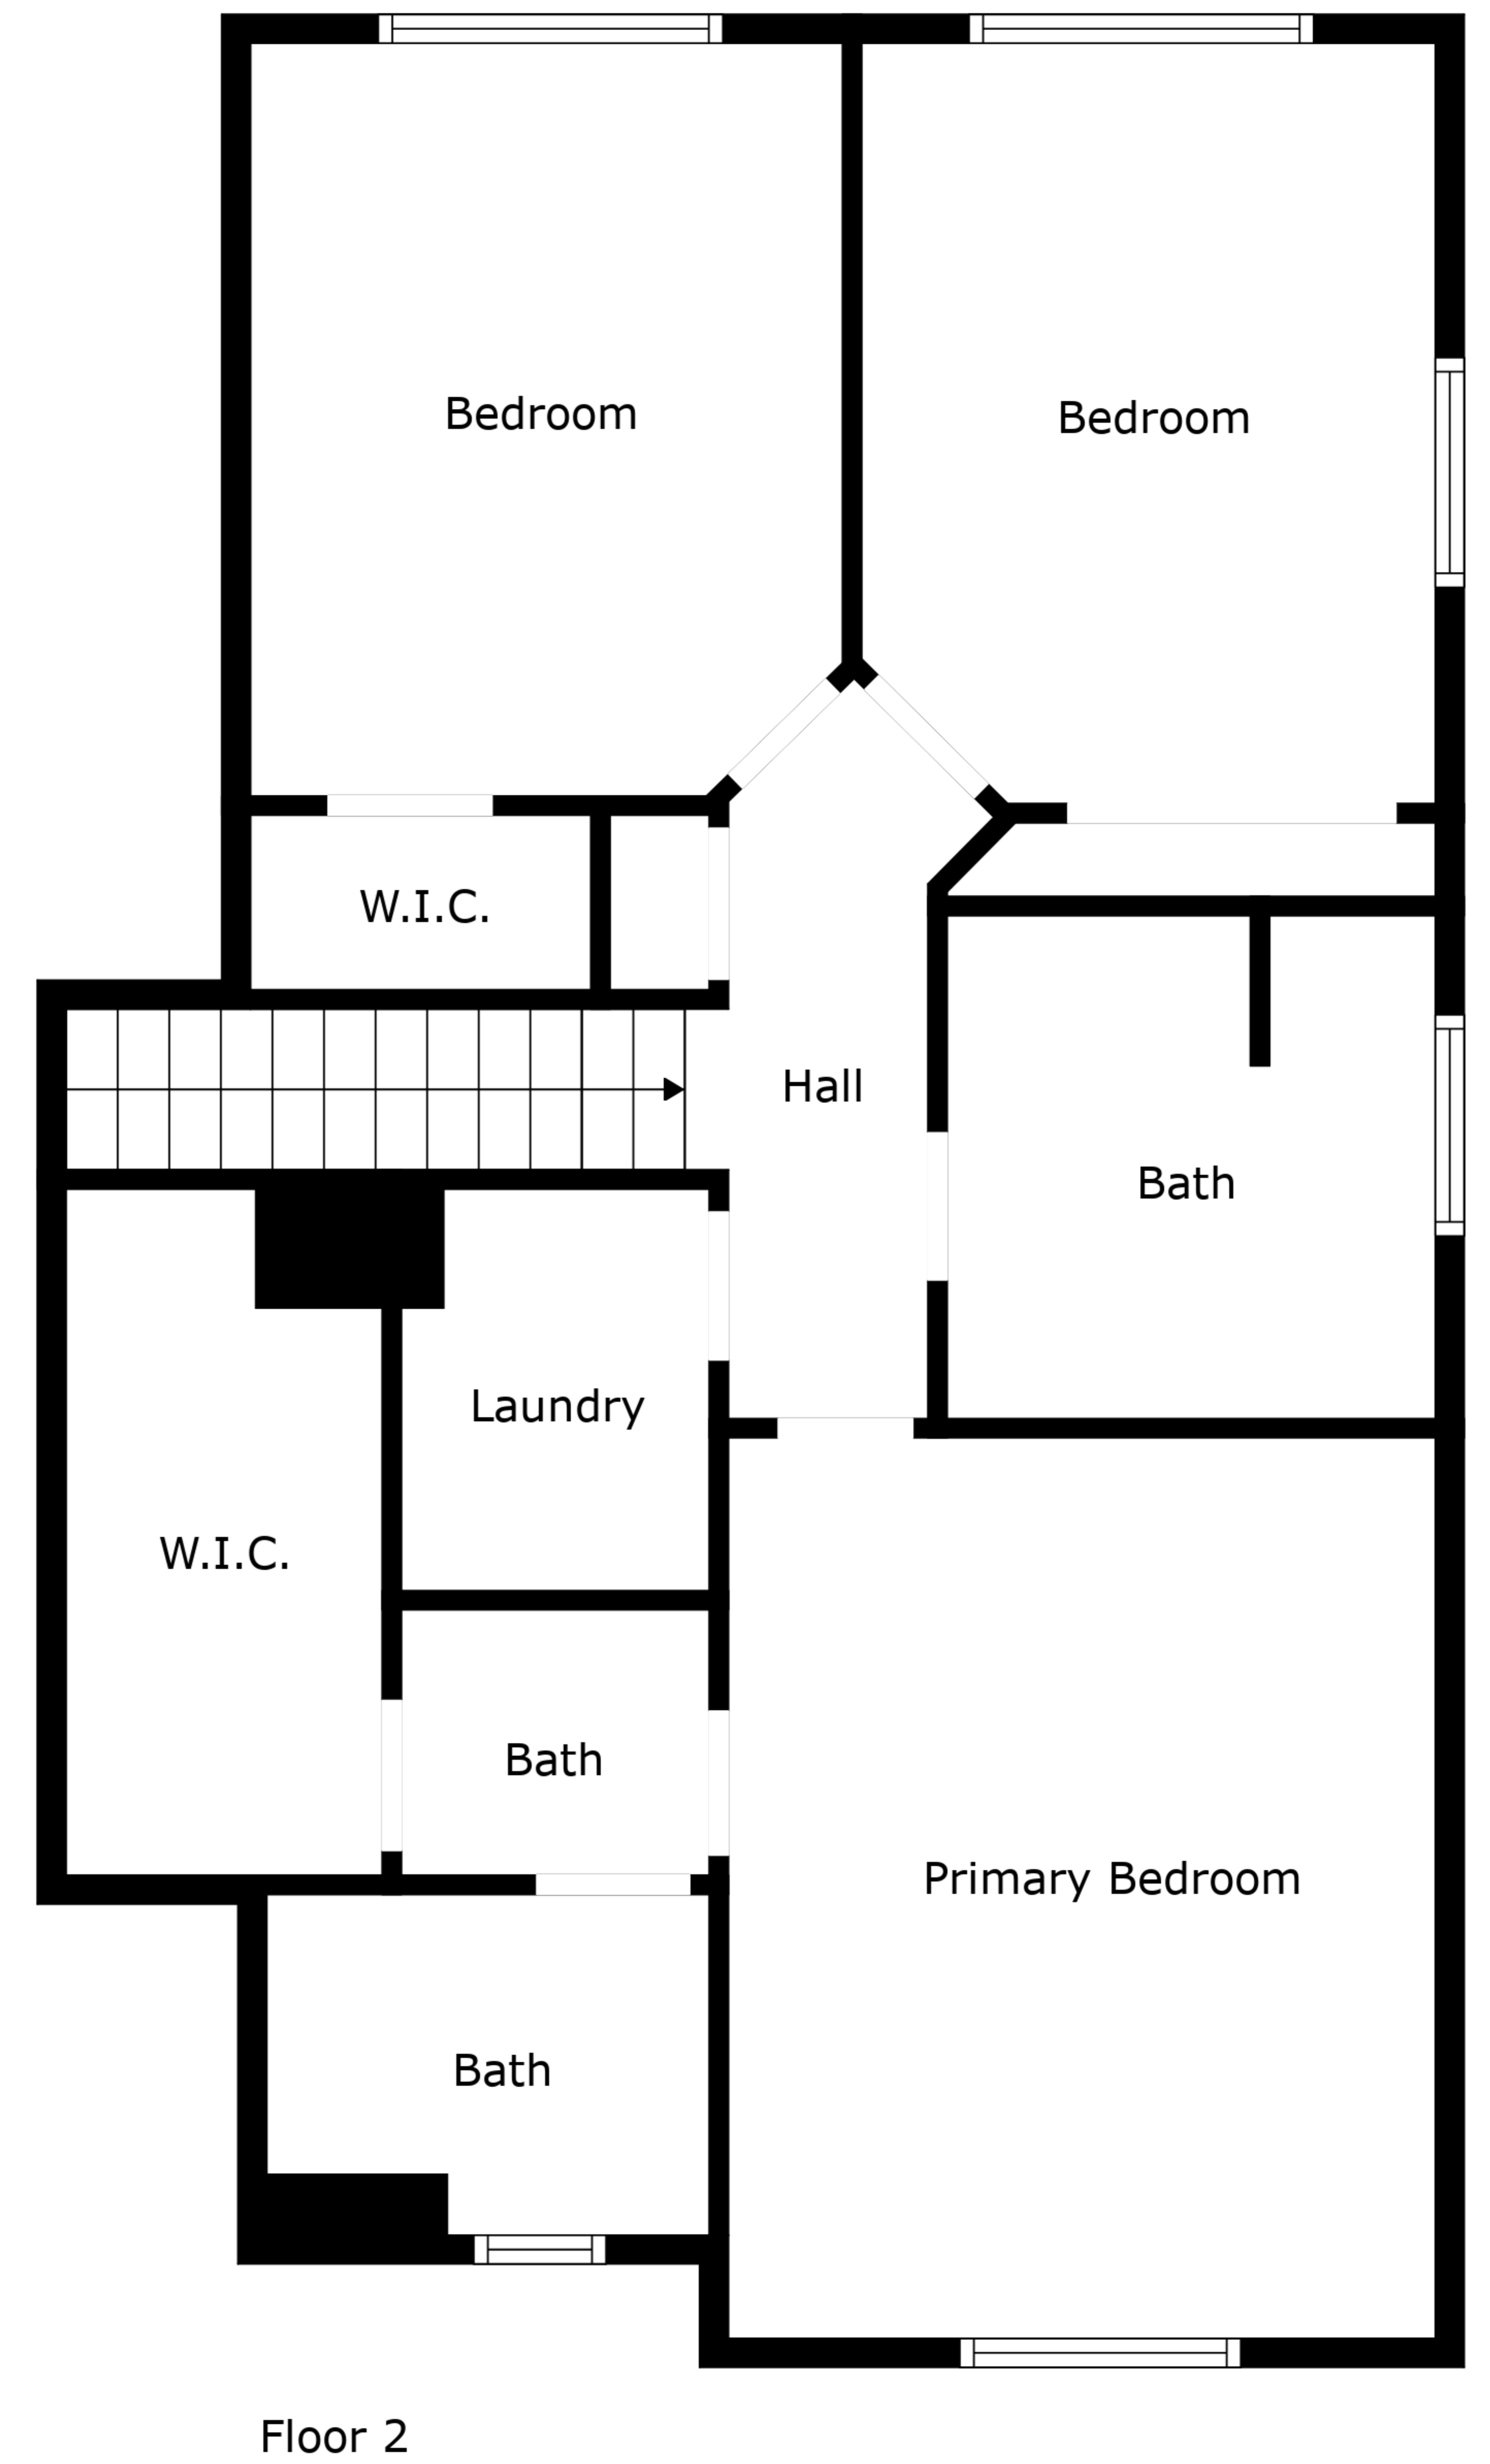 Bedroom
Bedroom
W.I.C.
Hall
Bath
Laundry
W.I.C.
Bath
Primary Bedroom
Bath
Floor 2